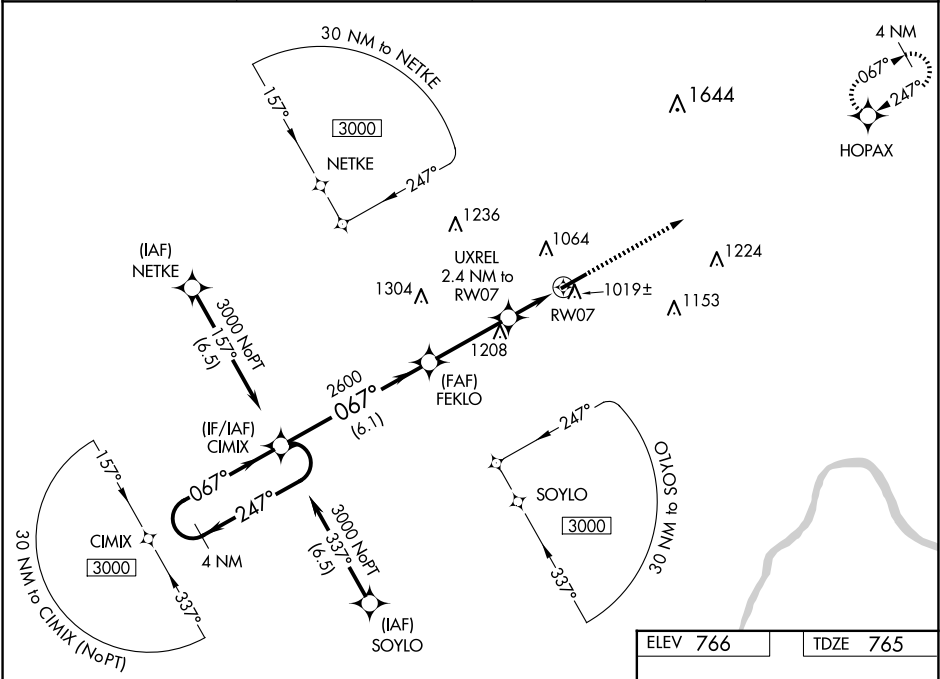 30 NM to NETKE
157°
3000
NETKE
247°
4 NM
067°
247°
HOPAX
1644
1236
1064
UXREL
2.4 NM to
RW07
1304
1224
1019±
RW07
1153
1208
(IAF)
NETKE
3000 NoPT
157°
(6.5)
2600
067°
(6.1)
(FAF)
FEKLO
(IF/IAF)
CIMIX
067°
247°
4 NM
157°
CIMIX
3000
337°
30 NM to CIMIX (NoPT)
3000 NoPT
337°
(6.5)
(IAF)
SOYLO
247°
SOYLO
3000
337°
30 NM to SOYLO
ELEV 766
TDZE 765